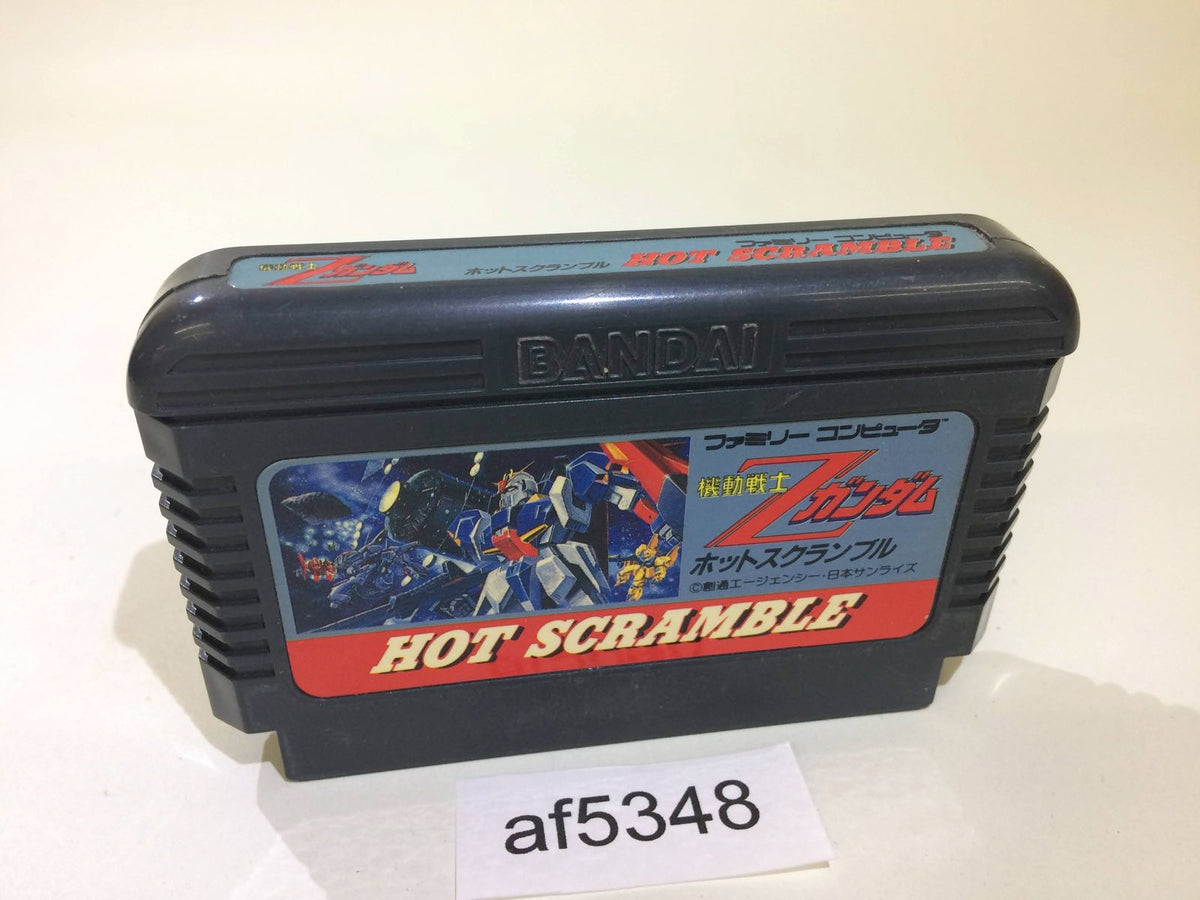 ファミリー コンピュータ
機動戦士Zガンダム ホットスクランブル HOT SCRAMBLE
BANDAI
ファミリー コンピュータ™
機動戦士Zガンダム
ホットスクランブル
©創通エージェンシー・日本サンライズ
HOT SCRAMBLE
af5348